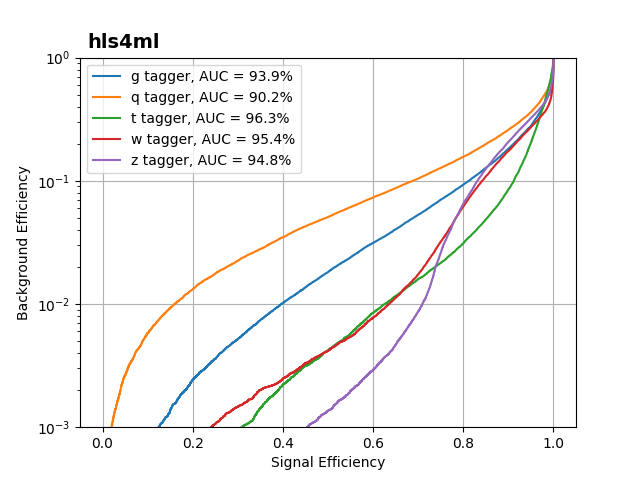 hls4ml
g tagger, AUC = 93.9%
q tagger, AUC = 90.2%
t tagger, AUC = 96.3%
w tagger, AUC = 95.4%
z tagger, AUC = 94.8%
Background Efficiency
10⁰
10⁻¹
10⁻²
10⁻³
0.0 0.2 0.4 0.6 0.8 1.0
Signal Efficiency